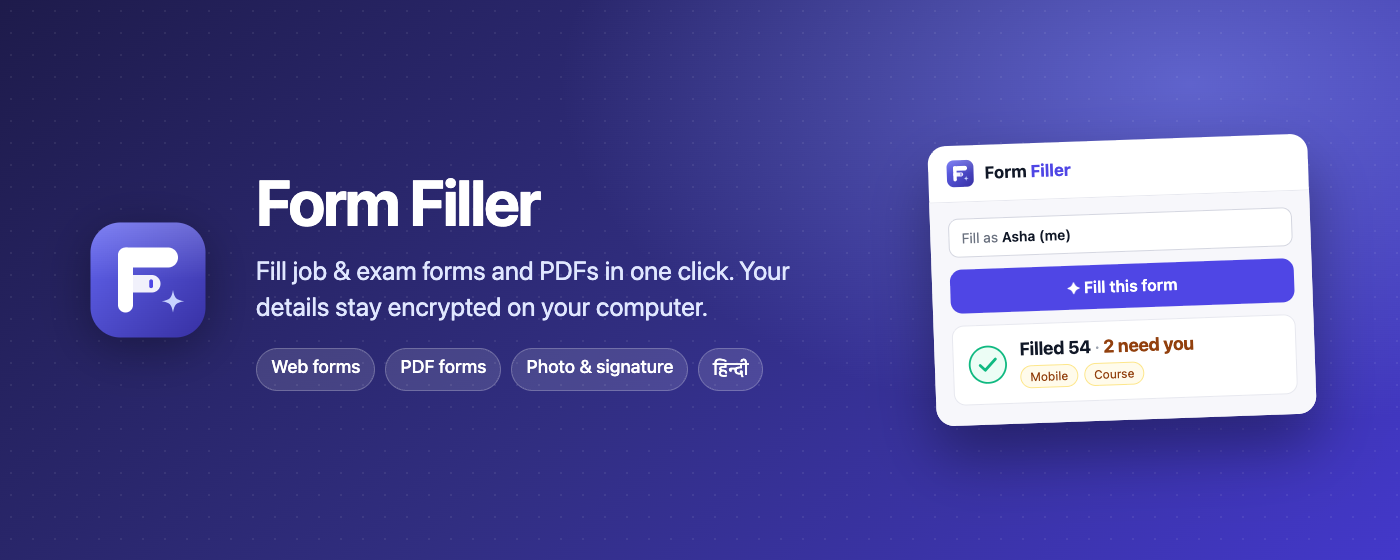 Form Filler
Fill job & exam forms and PDFs in one click. Your
details stay encrypted on your computer.
Web forms
PDF forms
Photo & signature
हिन्दी
Form Filler
Fill as Asha (me)
✦ Fill this form
Filled 54 · 2 need you
Mobile
Course